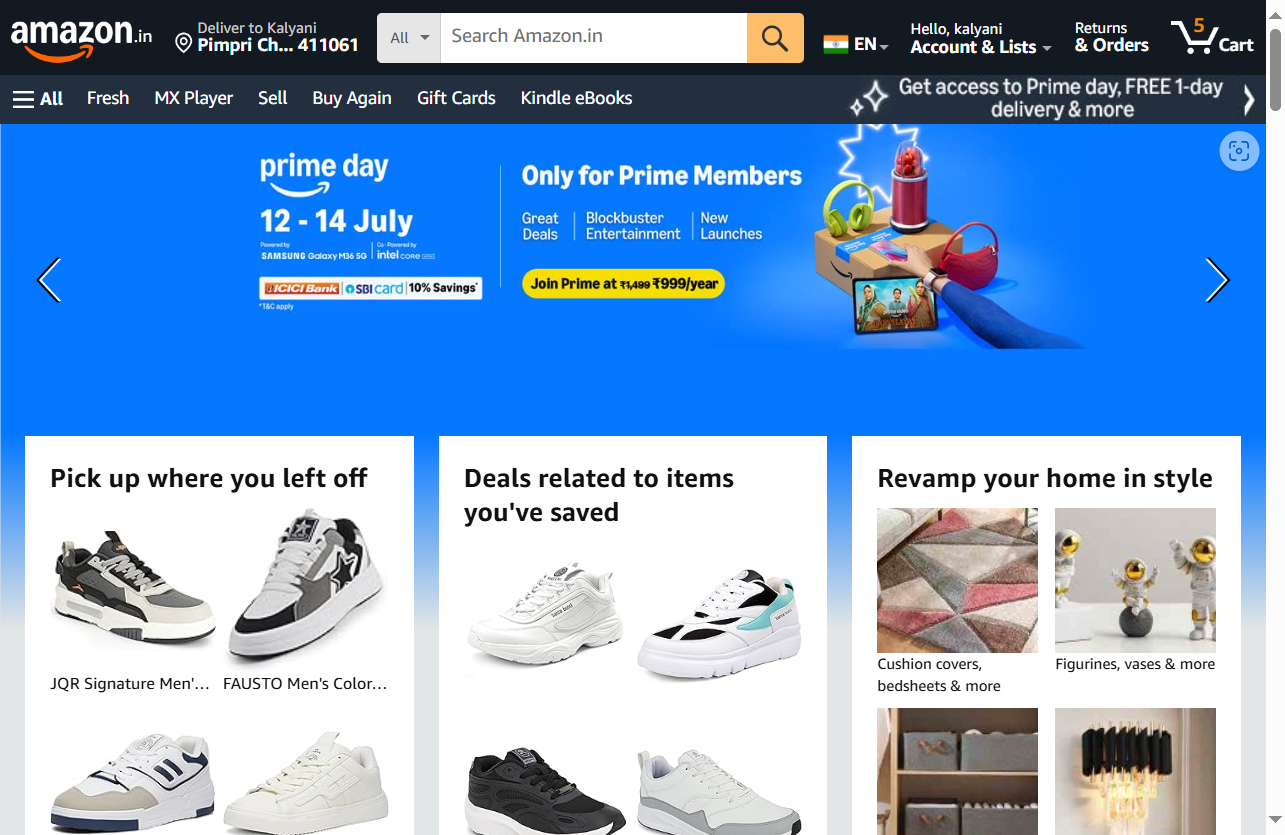 amazon.in
Deliver to Kalyani
Pimpri Ch... 411061
All
Search Amazon.in
EN
Hello, kalyani
Account & Lists
Returns
& Orders
5
Cart
All
Fresh
MX Player
Sell
Buy Again
Gift Cards
Kindle eBooks
Get access to Prime day, FREE 1-day
delivery & more
prime day
12 - 14 July
Powered by
SAMSUNG Galaxy M36 5G
Co-Powered by
intel CORE
ICICI Bank
SBI card
10% Savings*
*T&C apply
Only for Prime Members
Great
Deals
Blockbuster
Entertainment
New
Launches
Join Prime at ₹1,499 ₹999/year
Pick up where you left off
JQR Signature Men'...
FAUSTO Men's Color...
Deals related to items
you've saved
Revamp your home in style
Cushion covers,
bedsheets & more
Figurines, vases & more